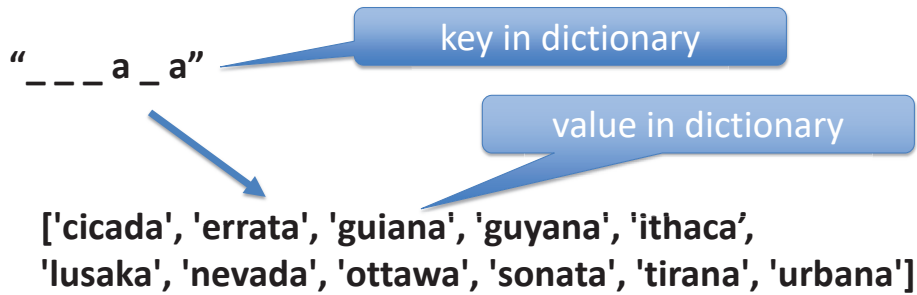 key in dictionary
“_ _ _ a _ a”
value in dictionary
['cicada', 'errata', 'guiana', 'guyana', 'ithaca',
'lusaka', 'nevada', 'ottawa', 'sonata', 'tirana', 'urbana']